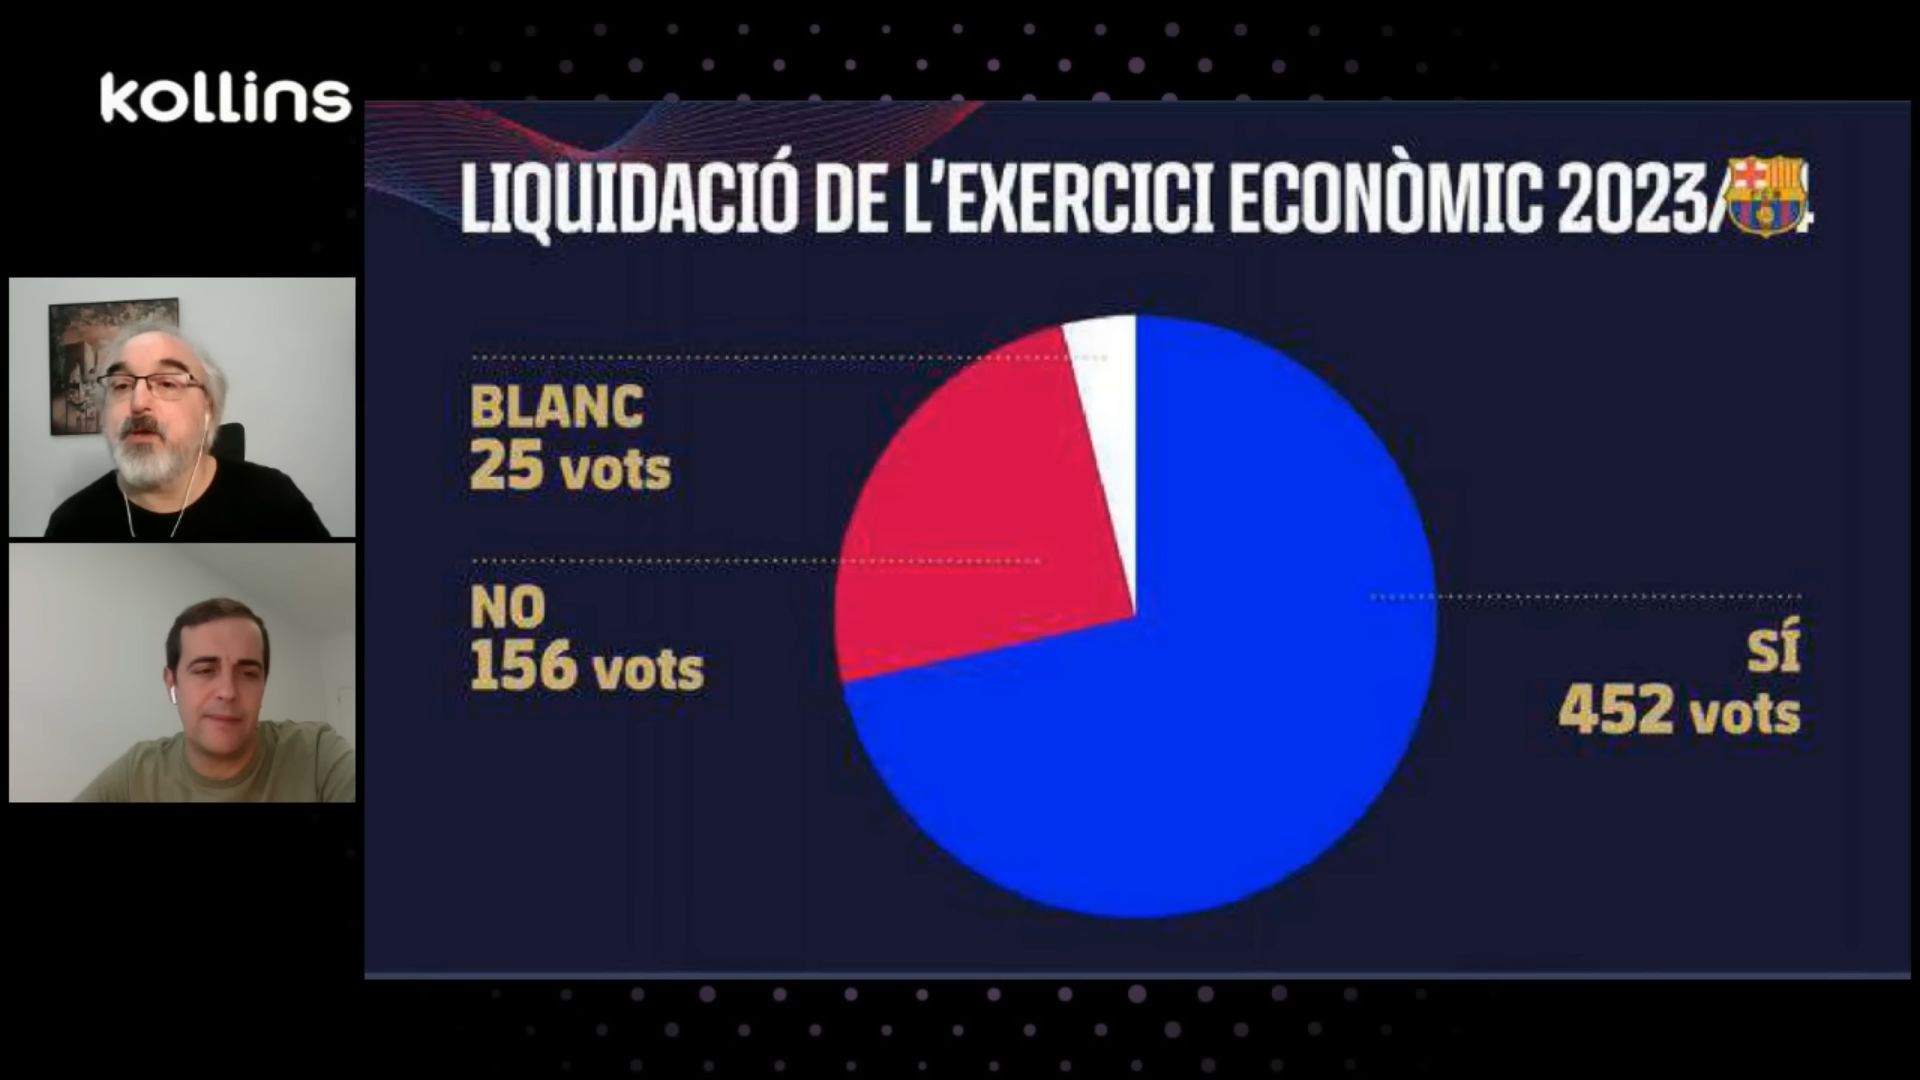 kollins
LIQUIDACIÓ DE L'EXERCICI ECONÒMIC 2023/
BLANC
25 vots
NO
156 vots
SÍ
452 vots